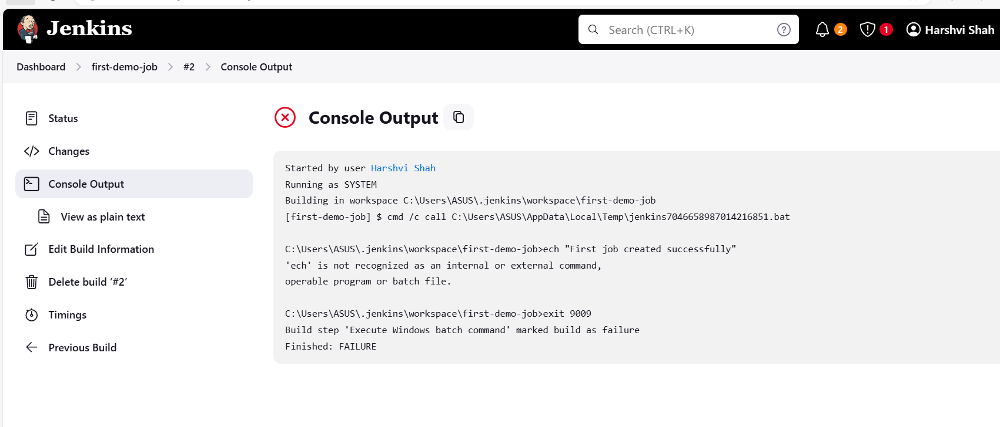 Jenkins
Search (CTRL+K)
2
1
Harshvi Shah
Dashboard
first-demo-job
#2
Console Output
Status
Changes
Console Output
View as plain text
Edit Build Information
Delete build ‘#2’
Timings
Previous Build
Console Output
Started by user Harshvi Shah
Running as SYSTEM
Building in workspace C:\Users\ASUS\.jenkins\workspace\first-demo-job
[first-demo-job] $ cmd /c call C:\Users\ASUS\AppData\Local\Temp\jenkins7046658987014216851.bat
C:\Users\ASUS\.jenkins\workspace\first-demo-job>ech "First job created successfully"
'ech' is not recognized as an internal or external command,
operable program or batch file.
C:\Users\ASUS\.jenkins\workspace\first-demo-job>exit 9009
Build step 'Execute Windows batch command' marked build as failure
Finished: FAILURE